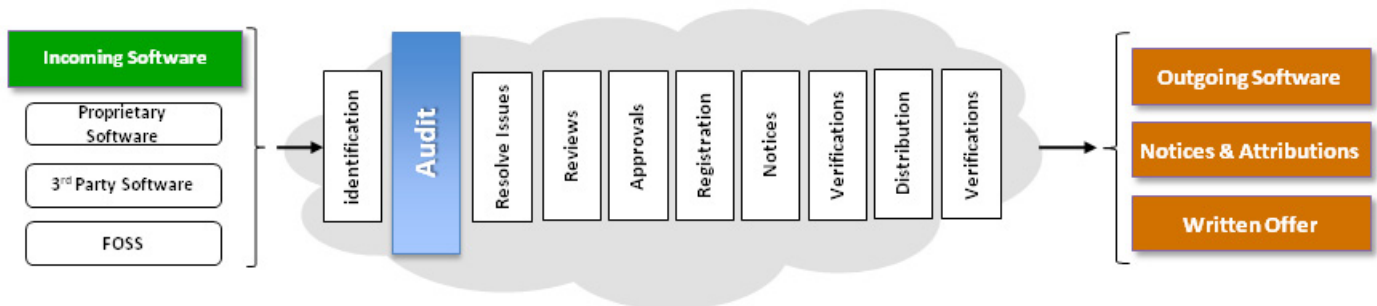 Incoming Software
Proprietary
Software
3rd Party Software
FOSS
identification
Audit
Resolve Issues
Reviews
Approvals
Registration
Notices
Verifications
Distribution
Verifications
Outgoing Software
Notices & Attributions
Written Offer